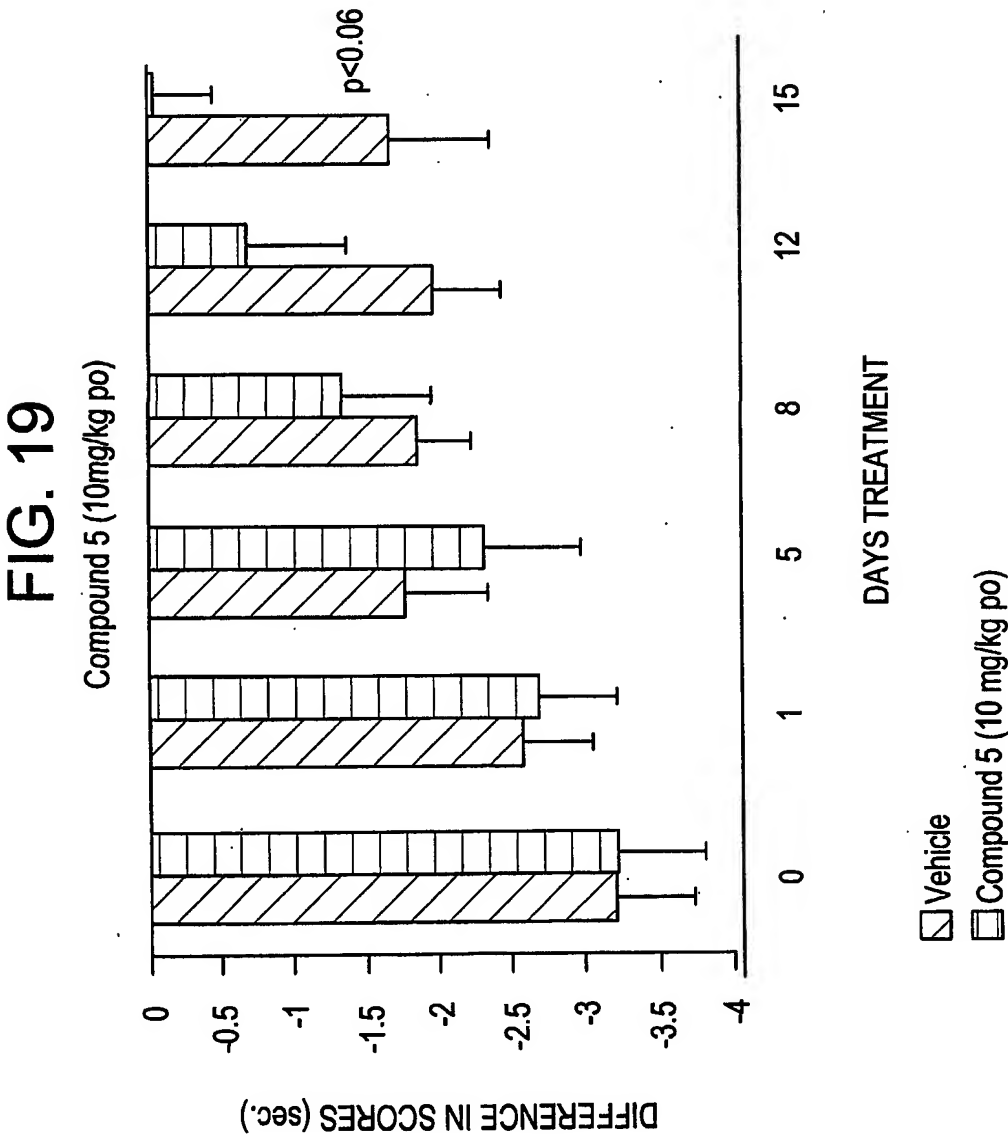 FIG. 19
Compound 5 (10mg/kg po)
DIFFERENCE IN SCORES (sec.)
0
-0.5
-1
-1.5
-2
-2.5
-3
-3.5
-4
p<0.06
0 1 5 8 12 15
DAYS TREATMENT
Vehicle
Compound 5 (10 mg/kg po)